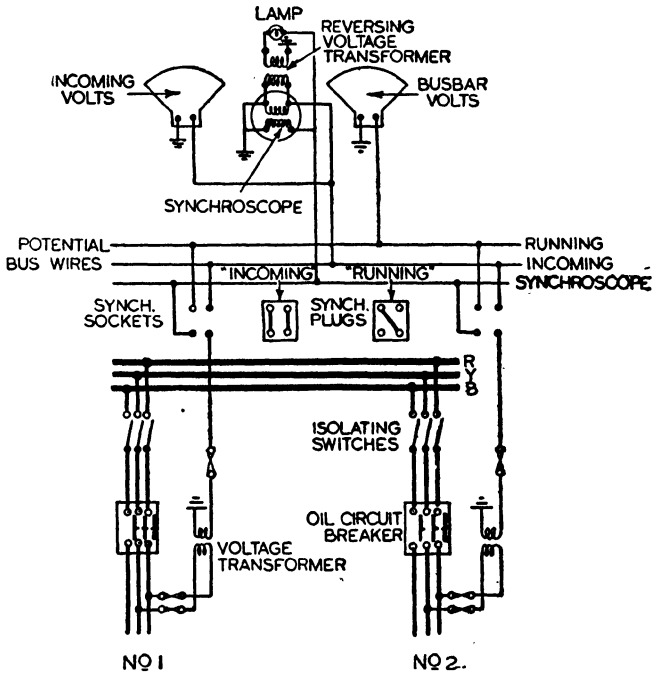 LAMP
REVERSING
VOLTAGE
TRANSFORMER
INCOMING
VOLTS
BUSBAR
VOLTS
SYNCHROSCOPE
POTENTIAL
BUS WIRES
RUNNING
INCOMING
SYNCHROSCOPE
"INCOMING"
"RUNNING"
SYNCH.
SOCKETS
SYNCH.
PLUGS
R
Y
B
ISOLATING
SWITCHES
OIL CIRCUIT
BREAKER
VOLTAGE
TRANSFORMER
No 1
No 2.